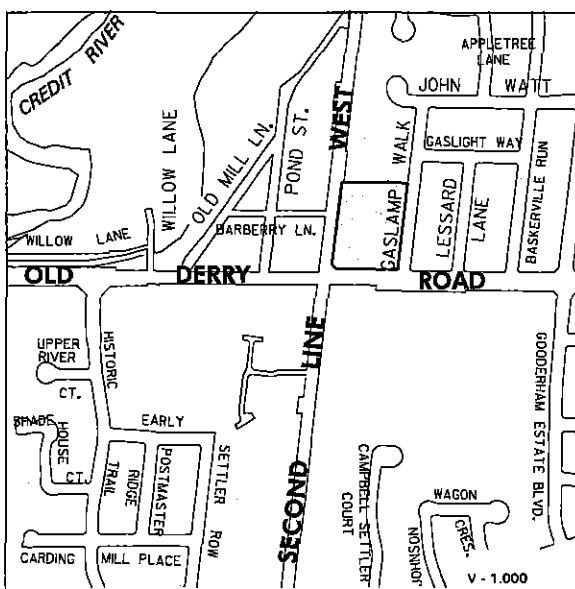 CREDIT RIVER
APPLETREE
LANE
JOHN WATT
WILLOW LANE
OLD MILL LN.
POND ST.
WEST
WALK
GASLAMP
GASLIGHT WAY
LESSARD
LANE
BASKERVILLE RUN
BARBERRY LN.
WILLOW LANE
OLD DERRY ROAD
UPPER
RIVER
CT.
HISTORIC
TRAIL
LINE
SECOND
GOODERHAM ESTATE BLVD.
SHADE
HOUSE
CT.
EARLY
SETTLER
ROW
RIDGE
POSTMASTER
CAMPBELL SETTLER
COURT
WAGON
CRES.
JOHNSON
CARDING MILL PLACE
V - 1.000